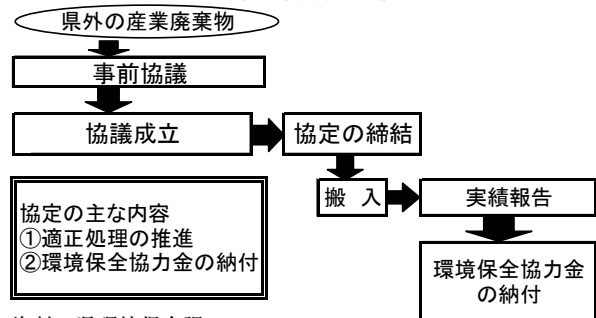 県外の産業廃棄物
事前協議
協議成立
協定の締結
搬 入
実績報告
協定の主な内容
①適正処理の推進
②環境保全協力金の納付
環境保全協力金
の納付